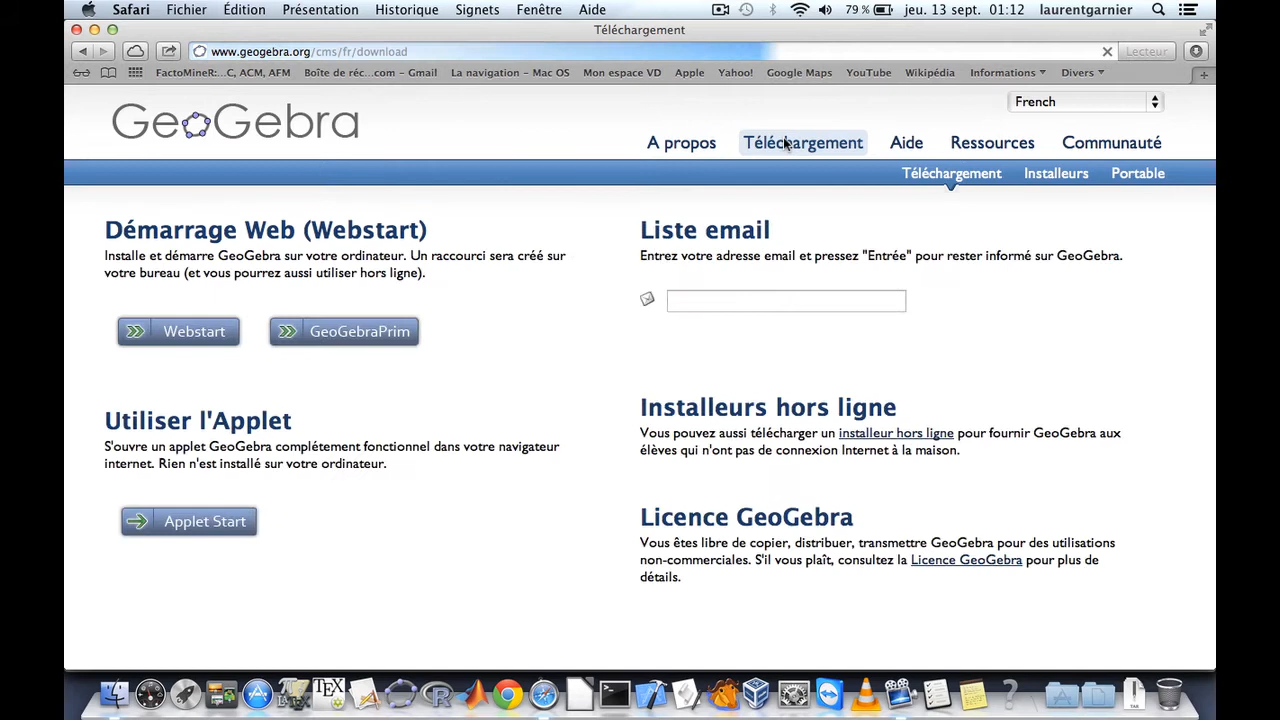 Safari Fichier Édition Présentation Historique Signets Fenêtre Aide 79 % jeu. 13 sept. 01:12 laurentgarnier
Téléchargement
www.geogebra.org/cms/fr/download Lecteur
FactoMineR:...C, ACM, AFM Boîte de réc...com – Gmail La navigation – Mac OS Mon espace VD Apple Yahoo! Google Maps YouTube Wikipédia Informations Divers
GeoGebra
French
A propos Téléchargement Aide Ressources Communauté
Téléchargement Installeurs Portable
Démarrage Web (Webstart)
Installe et démarre GeoGebra sur votre ordinateur. Un raccourci sera créé sur
votre bureau (et vous pourrez aussi utiliser hors ligne).
Webstart GeoGebraPrim
Utiliser l'Applet
S'ouvre un applet GeoGebra complétement fonctionnel dans votre navigateur
internet. Rien n'est installé sur votre ordinateur.
Applet Start
Liste email
Entrez votre adresse email et pressez "Entrée" pour rester informé sur GeoGebra.
Installeurs hors ligne
Vous pouvez aussi télécharger un installeur hors ligne pour fournir GeoGebra aux
élèves qui n'ont pas de connexion Internet à la maison.
Licence GeoGebra
Vous êtes libre de copier, distribuer, transmettre GeoGebra pour des utilisations
non-commerciales. S'il vous plaît, consultez la Licence GeoGebra pour plus de
détails.
TEX